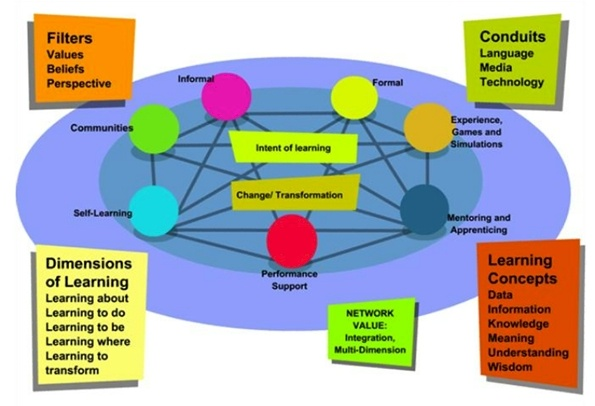 Filters
Values
Beliefs
Perspective
Conduits
Language
Media
Technology
Informal
Formal
Communities
Experience,
Games and
Simulations
Intent of learning
Change/ Transformation
Self-Learning
Mentoring and
Apprenticing
Performance
Support
Dimensions
of Learning
Learning about
Learning to do
Learning to be
Learning where
Learning to
transform
NETWORK
VALUE:
Integration,
Multi-Dimension
Learning
Concepts
Data
Information
Knowledge
Meaning
Understanding
Wisdom